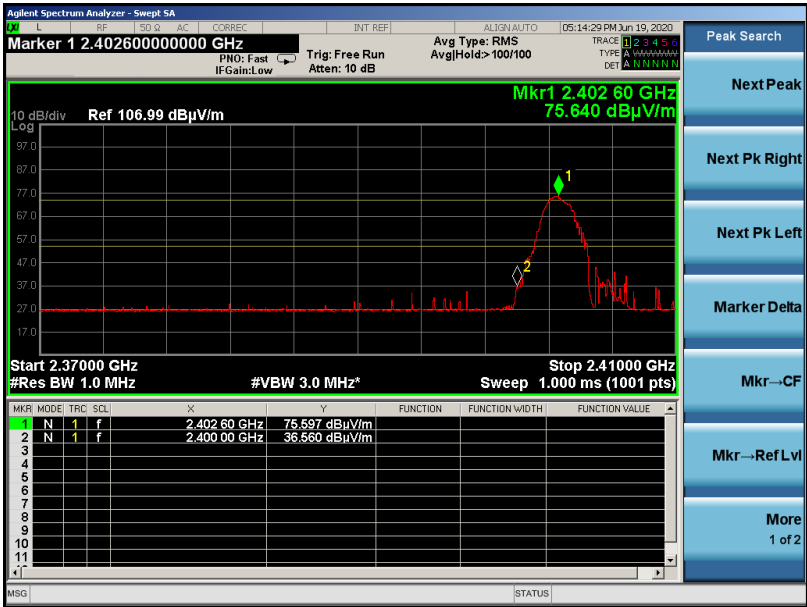 Agilent Spectrum Analyzer - Swept SA
LXI L RF 50 Ω AC CORREC INT REF ALIGN AUTO 05:14:29 PM Jun 19, 2020
Marker 1 2.402600000000 GHz
PNO: Fast
IFGain:Low
Trig: Free Run
Atten: 10 dB
Avg Type: RMS
Avg|Hold:> 100/100
TRACE 1 2 3 4 5 6
TYPE A W W W W W
DET A N N N N N
Mkr1 2.402 60 GHz
75.640 dBµV/m
10 dB/div
Log
Ref 106.99 dBµV/m
97.0
87.0
77.0
67.0
57.0
47.0
37.0
27.0
17.0
1
2
Start 2.37000 GHz
Stop 2.41000 GHz
#Res BW 1.0 MHz
#VBW 3.0 MHz*
Sweep 1.000 ms (1001 pts)
MKR MODE TRC SCL X Y FUNCTION FUNCTION WIDTH FUNCTION VALUE
1 N 1 f 2.402 60 GHz 75.597 dBµV/m
2 N 1 f 2.400 00 GHz 36.560 dBµV/m
3
4
5
6
7
8
9
10
11
MSG
STATUS
Peak Search
Next Peak
Next Pk Right
Next Pk Left
Marker Delta
Mkr→CF
Mkr→Ref Lvl
More
1 of 2